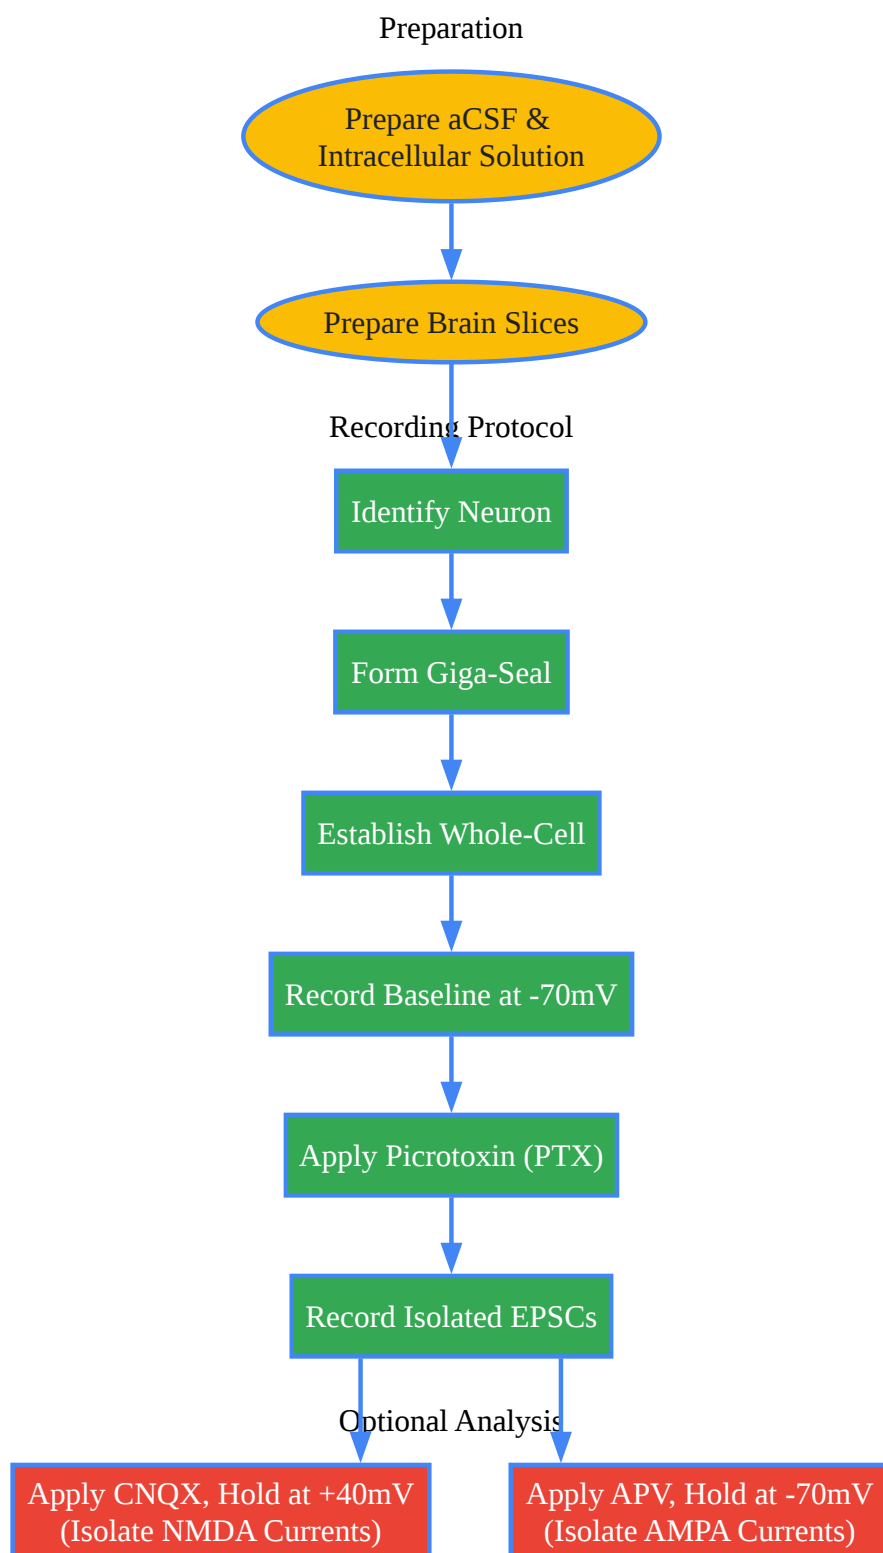 Preparation
Prepare aCSF &
Intracellular Solution
Prepare Brain Slices
Recording Protocol
Identify Neuron
Form Giga-Seal
Establish Whole-Cell
Record Baseline at -70mV
Apply Picrotoxin (PTX)
Record Isolated EPSCs
Optional Analysis
Apply CNQX, Hold at +40mV
(Isolate NMDA Currents)
Apply APV, Hold at -70mV
(Isolate AMPA Currents)